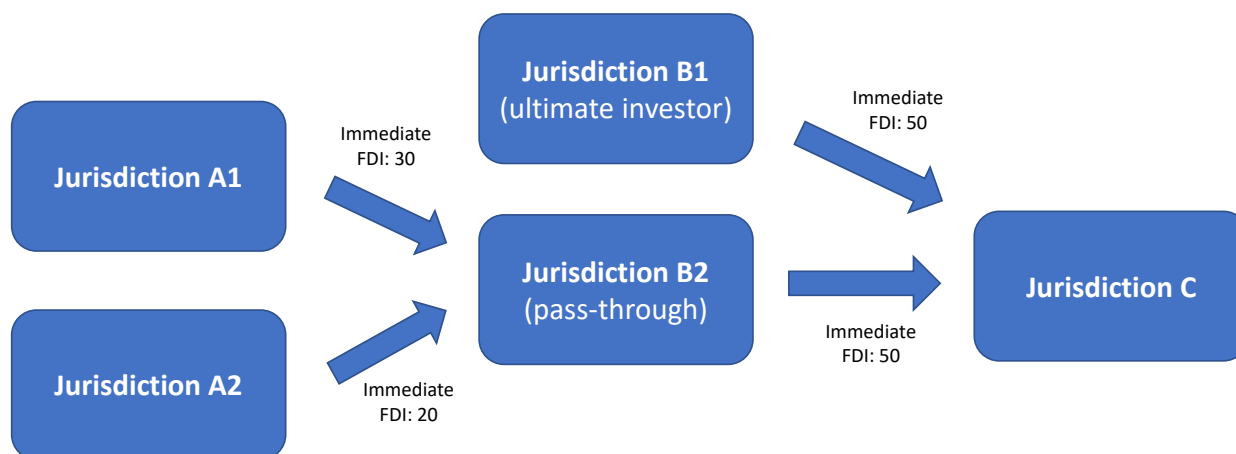 Jurisdiction A1
Immediate
FDI: 30
Jurisdiction B1
(ultimate investor)
Immediate
FDI: 50
Jurisdiction A2
Immediate
FDI: 20
Jurisdiction B2
(pass-through)
Immediate
FDI: 50
Jurisdiction C